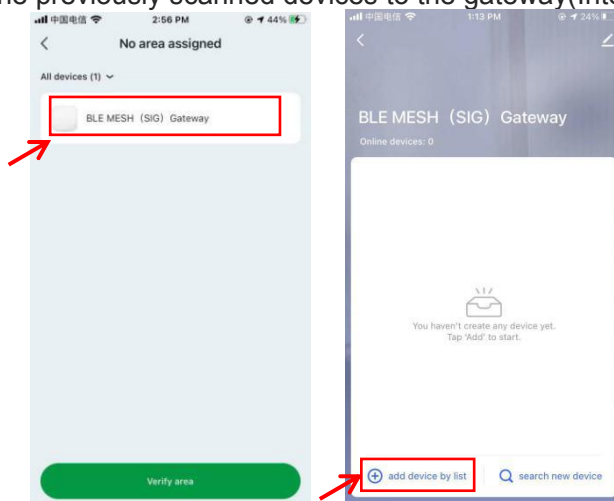 he previously scanned devices to the gateway(Inte
中国电信 2:56 PM 44%
No area assigned
All devices (1)
BLE MESH（SIG）Gateway
Verify area
中国电信 1:13 PM 24%
BLE MESH（SIG）Gateway
Online devices: 0
You haven't create any device yet.
Tap 'Add' to start.
add device by list
search new device